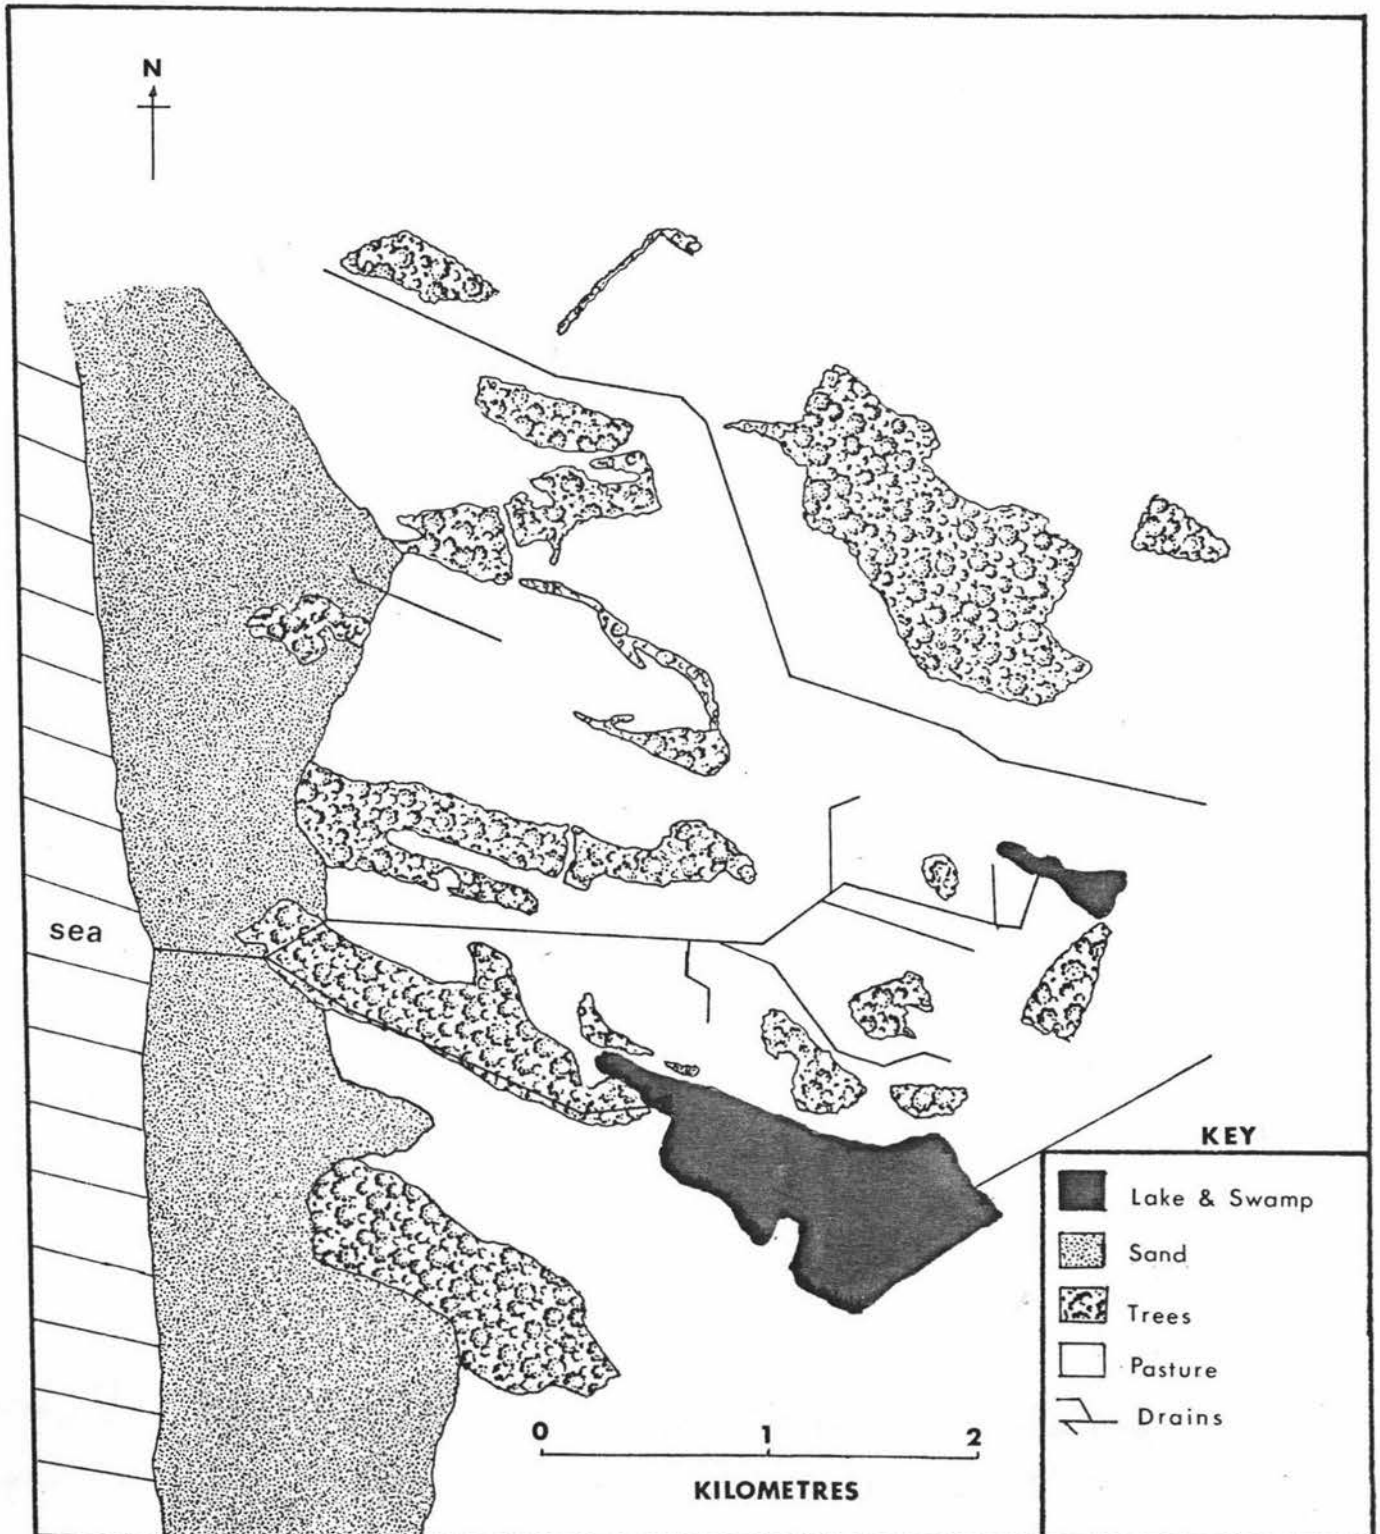 N
sea
KEY
Lake & Swamp
Sand
Trees
Pasture
Drains
0 1 2
KILOMETRES